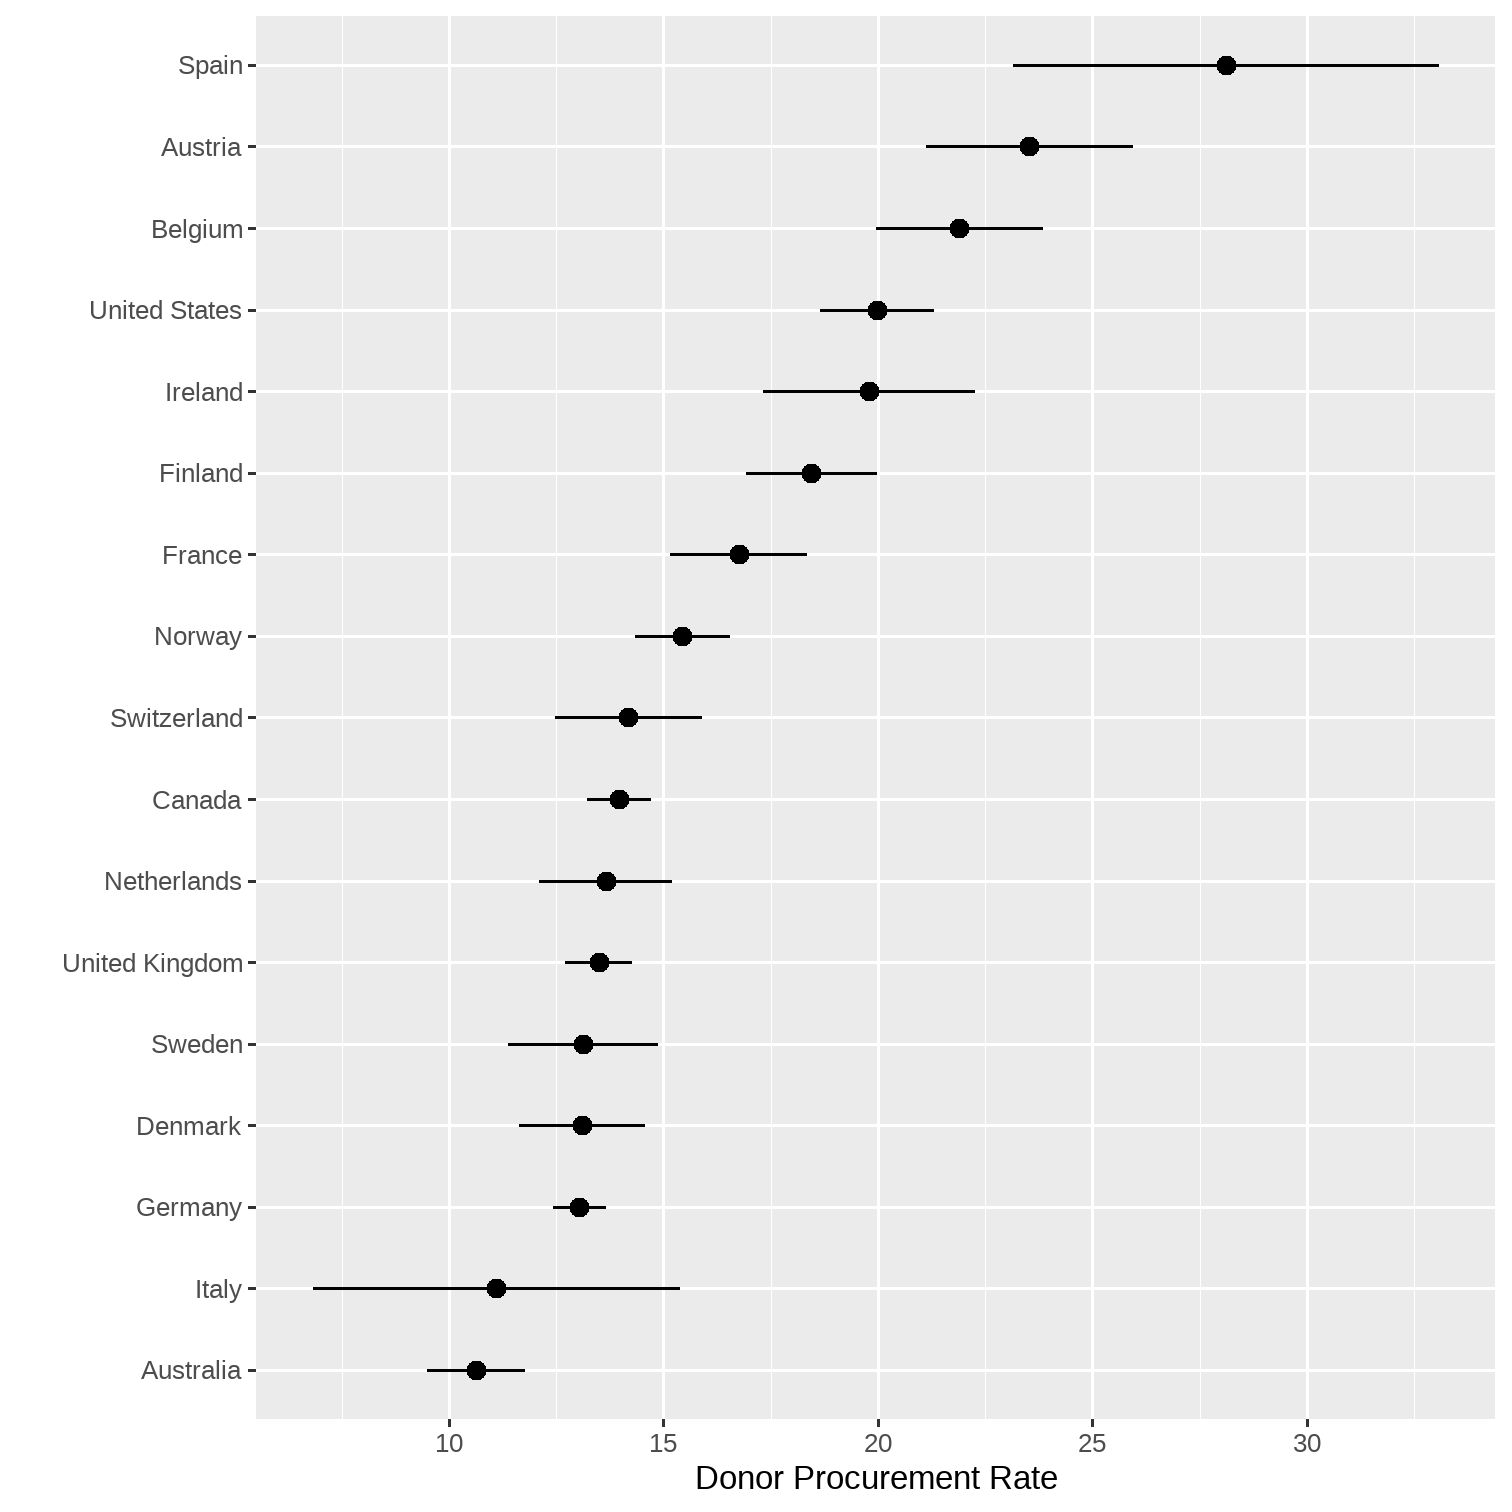 Spain
Austria
Belgium
United States
Ireland
Finland
France
Norway
Switzerland
Canada
Netherlands
United Kingdom
Sweden
Denmark
Germany
Italy
Australia
10 15 20 25 30
Donor Procurement Rate